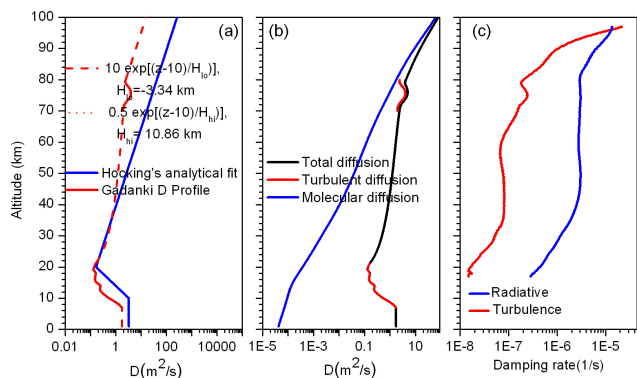 (a)
(b)
(c)
100
90
80
70
60
50
40
30
20
10
0
Altitude (km)
10 exp[(z-10)/H_lo)],
H_lo=-3.34 km
0.5 exp[(z-10)/H_hi)],
H_hi= 10.86 km
Hocking's analytical fit
Gadanki D Profile
0.01 0.1 1 10 100 10000
D(m²/s)
Total diffusion
Turbulent diffusion
Molecular diffusion
1E-5 1E-3 0.1 10
D(m²/s)
Radiative
Turbulence
1E-8 1E-7 1E-6 1E-5
Damping rate(1/s)